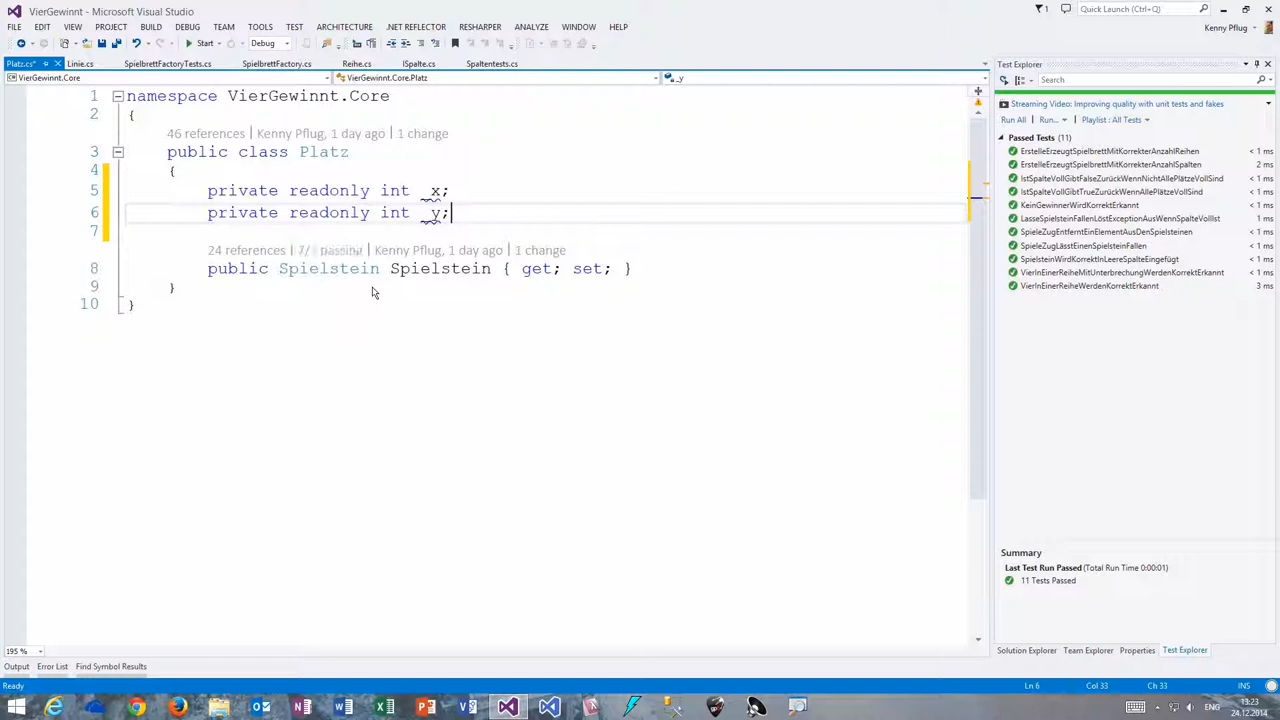 VierGewinnt - Microsoft Visual Studio
1
Quick Launch (Ctrl+Q)
FILE EDIT VIEW PROJECT BUILD DEBUG TEAM TOOLS TEST ARCHITECTURE .NET REFLECTOR RESHARPER ANALYZE WINDOW HELP
Kenny Pflug
Start Debug
Platz.cs* Linie.cs SpielbrettFactoryTests.cs SpielbrettFactory.cs Reihe.cs ISpalte.cs Spaltentests.cs
VierGewinnt.Core VierGewinnt.Core.Platz _y
1 namespace VierGewinnt.Core
2 {
46 references | Kenny Pflug, 1 day ago | 1 change
3 public class Platz
4 {
5 private readonly int _x;
6 private readonly int _y;
7
24 references | 7/ passing | Kenny Pflug, 1 day ago | 1 change
8 public Spielstein Spielstein { get; set; }
9 }
10 }
195 %
Test Explorer
Search
Streaming Video: Improving quality with unit tests and fakes
Run All Run... Playlist : All Tests
Passed Tests (11)
ErstelleErzeugtSpielbrettMitKorrekterAnzahlReihen < 1 ms
ErstelleErzeugtSpielbrettMitKorrekterAnzahlSpalten 2 ms
IstSpalteVollGibtFalseZurückWennNichtAllePlätzeVollSind < 1 ms
IstSpalteVollGibtTrueZurückWennAllePlätzeVollSind < 1 ms
KeinGewinnerWirdKorrektErkannt < 1 ms
LasseSpielsteinFallenLöstExceptionAusWennSpalteVollIst < 1 ms
SpieleZugEntferntEinElementAusDenSpielsteinen < 1 ms
SpieleZugLässtEinenSpielsteinFallen < 1 ms
SpielsteinWirdKorrektInLeereSpalteEingefügt < 1 ms
VierInEinerReiheMitUnterbrechungWerdenKorrektErkannt < 1 ms
VierInEinerReiheWerdenKorrektErkannt 3 ms
Summary
Last Test Run Passed (Total Run Time 0:00:01)
11 Tests Passed
Solution Explorer Team Explorer Properties Test Explorer
Output Error List Find Symbol Results
Ready Ln 6 Col 33 Ch 33 INS
ENG 13:23
24.12.2014